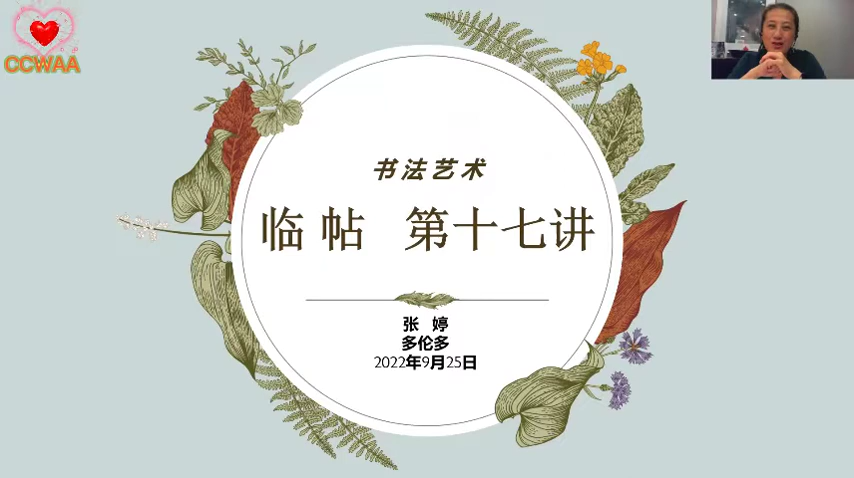 CCWAA
书法艺术
临帖 第十七讲
张 婷
多伦多
2022年9月25日